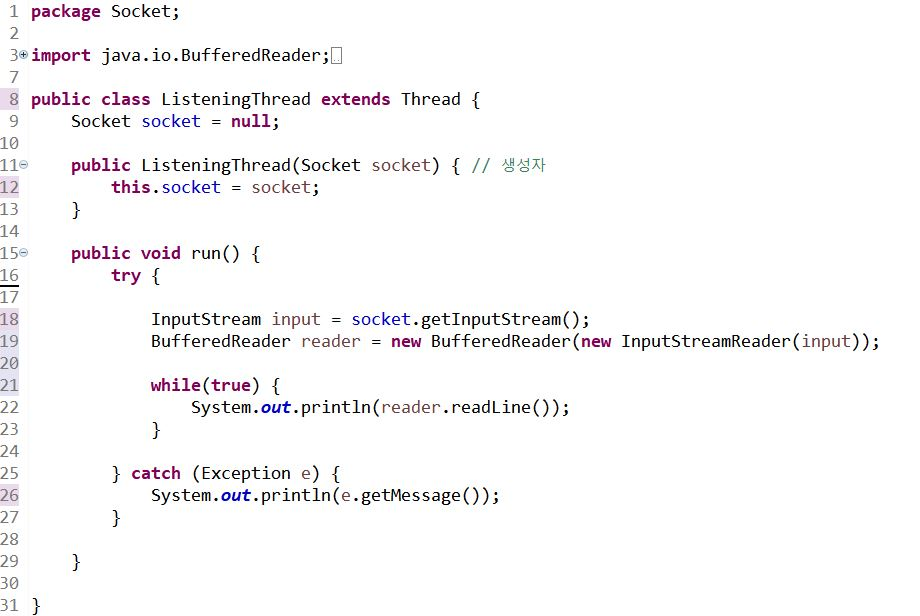 1 package Socket;
2
3 import java.io.BufferedReader;
7
8 public class ListeningThread extends Thread {
9     Socket socket = null;
10
11     public ListeningThread(Socket socket) { // 생성자
12         this.socket = socket;
13     }
14
15     public void run() {
16         try {
17
18             InputStream input = socket.getInputStream();
19             BufferedReader reader = new BufferedReader(new InputStreamReader(input));
20
21             while(true) {
22                 System.out.println(reader.readLine());
23             }
24
25         } catch (Exception e) {
26             System.out.println(e.getMessage());
27         }
28
29     }
30
31 }